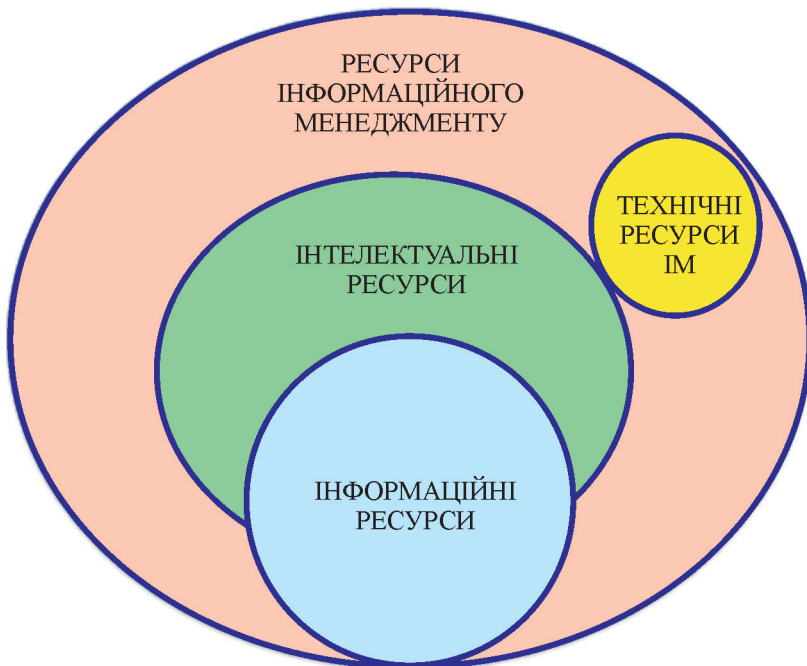 РЕСУРСИ
ІНФОРМАЦІЙНОГО
МЕНЕДЖМЕНТУ
ТЕХНІЧНІ
РЕСУРСИ
ІМ
ІНТЕЛЕКТУАЛЬНІ
РЕСУРСИ
ІНФОРМАЦІЙНІ
РЕСУРСИ